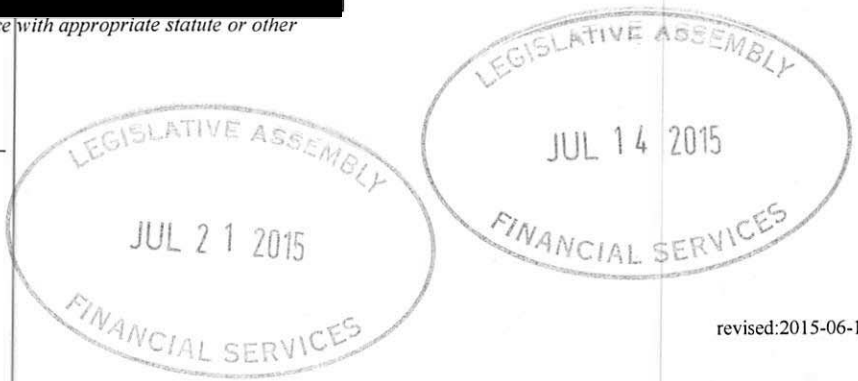 with appropriate statute or other
LEGISLATIVE ASSEMBLY
JUL 14 2015
FINANCIAL SERVICES
LEGISLATIVE ASSEMBLY
JUL 21 2015
FINANCIAL SERVICES
revised:2015-06-1